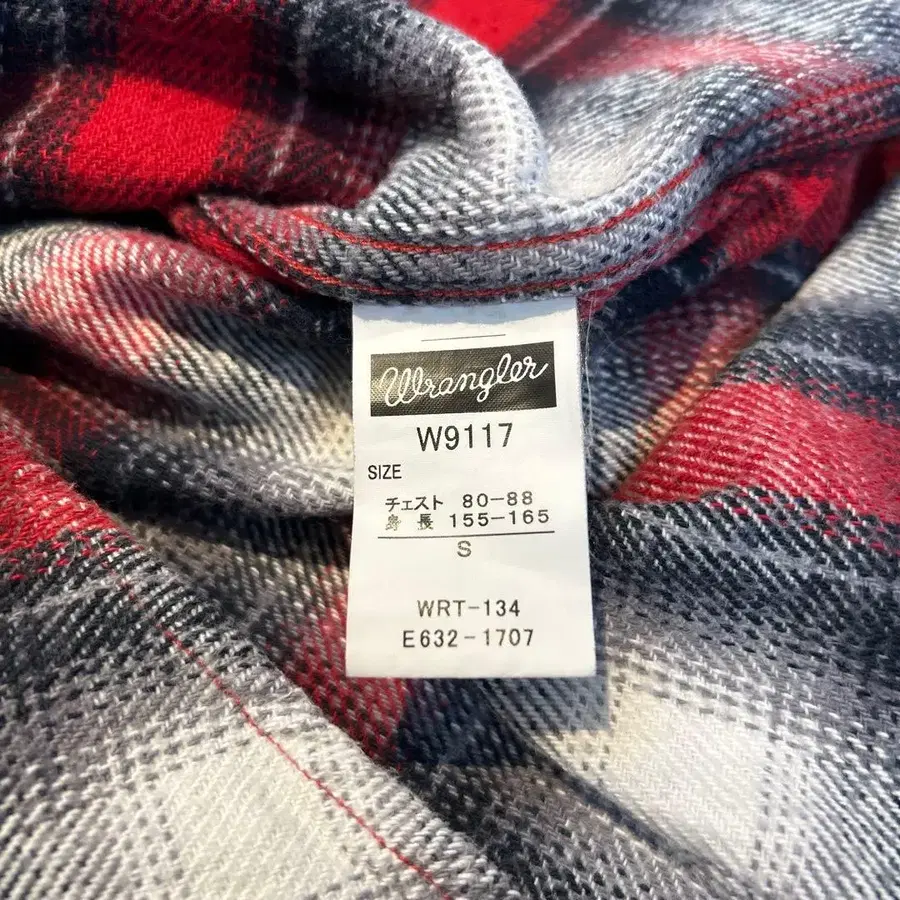 Wrangler
W9117
SIZE
チェスト 80-88
身長 155-165
S
WRT-134
E632-1707